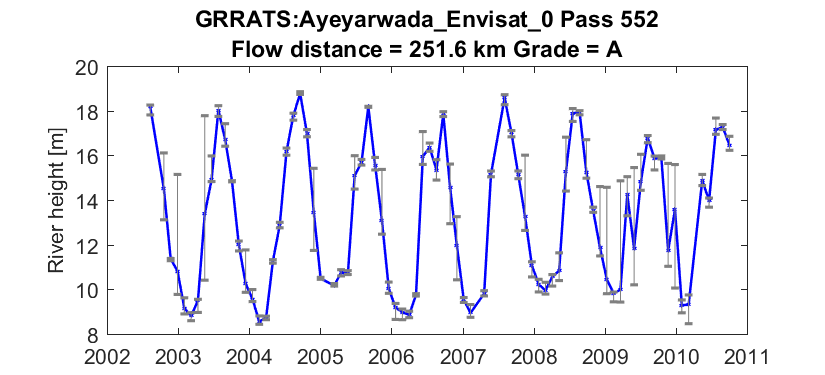 GRRATS:Ayeyarwada_Envisat_0 Pass 552
Flow distance = 251.6 km Grade = A
River height [m]
20
18
16
14
12
10
8
2002 2003 2004 2005 2006 2007 2008 2009 2010 2011